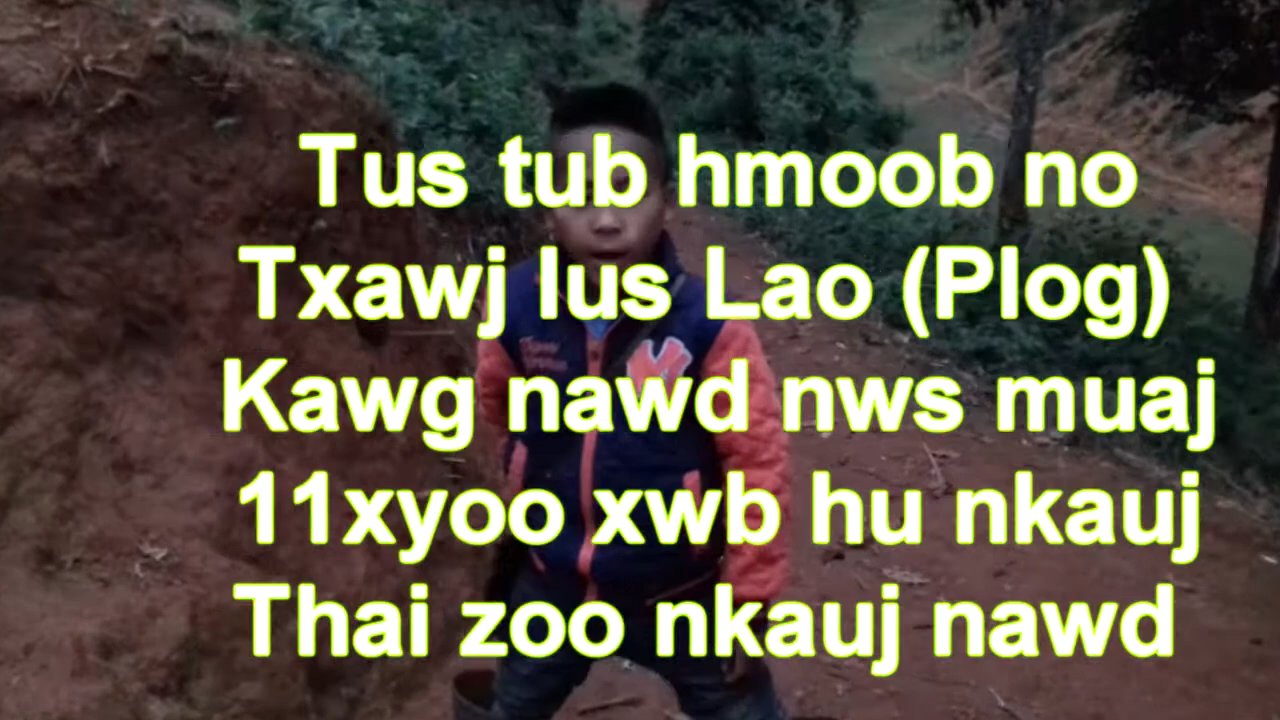 Tus tub hmoob no
Txawj lus Lao (Plog)
Kawg nawd nws muaj
11xyoo xwb hu nkauj
Thai zoo nkauj nawd